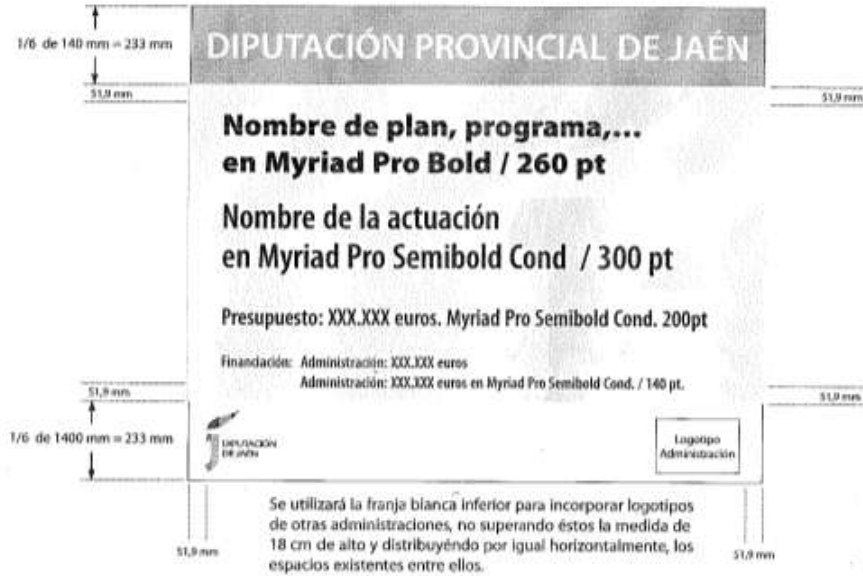 DIPUTACIÓN PROVINCIAL DE JAÉN
1/6 de 140 mm = 233 mm
51,9 mm
51,9 mm
Nombre de plan, programa,...
en Myriad Pro Bold / 260 pt
Nombre de la actuación
en Myriad Pro Semibold Cond / 300 pt
Presupuesto: XXX.XXX euros. Myriad Pro Semibold Cond. 200pt
Financiación: Administración: XXX.XXX euros
Administración: XXX.XXX euros en Myriad Pro Semibold Cond. / 140 pt.
51,9 mm
51,9 mm
1/6 de 1400 mm = 233 mm
DIPUTACIÓN
DE JAÉN
Logotipo
Administración
Se utilizará la franja blanca inferior para incorporar logotipos
de otras administraciones, no superando éstos la medida de
18 cm de alto y distribuyéndo por igual horizontalmente, los
espacios existentes entre ellos.
51,9 mm
51,9 mm